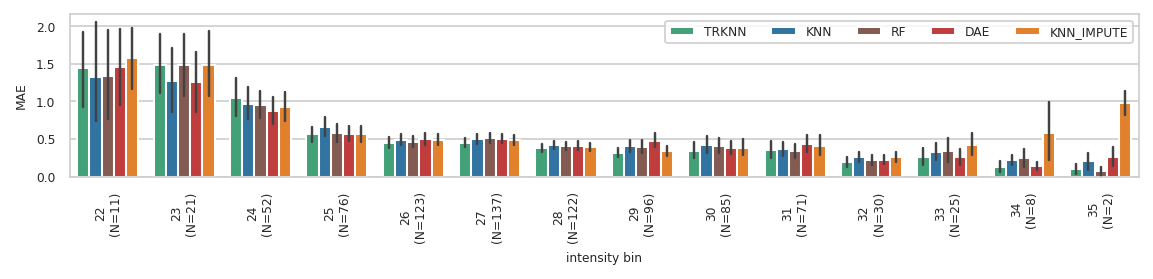 TRKNN KNN RF DAE KNN_IMPUTE
MAE
2.0
1.5
1.0
0.5
0.0
22
(N=11)
23
(N=21)
24
(N=52)
25
(N=76)
26
(N=123)
27
(N=137)
28
(N=122)
29
(N=96)
30
(N=85)
31
(N=71)
32
(N=30)
33
(N=25)
34
(N=8)
35
(N=2)
intensity bin